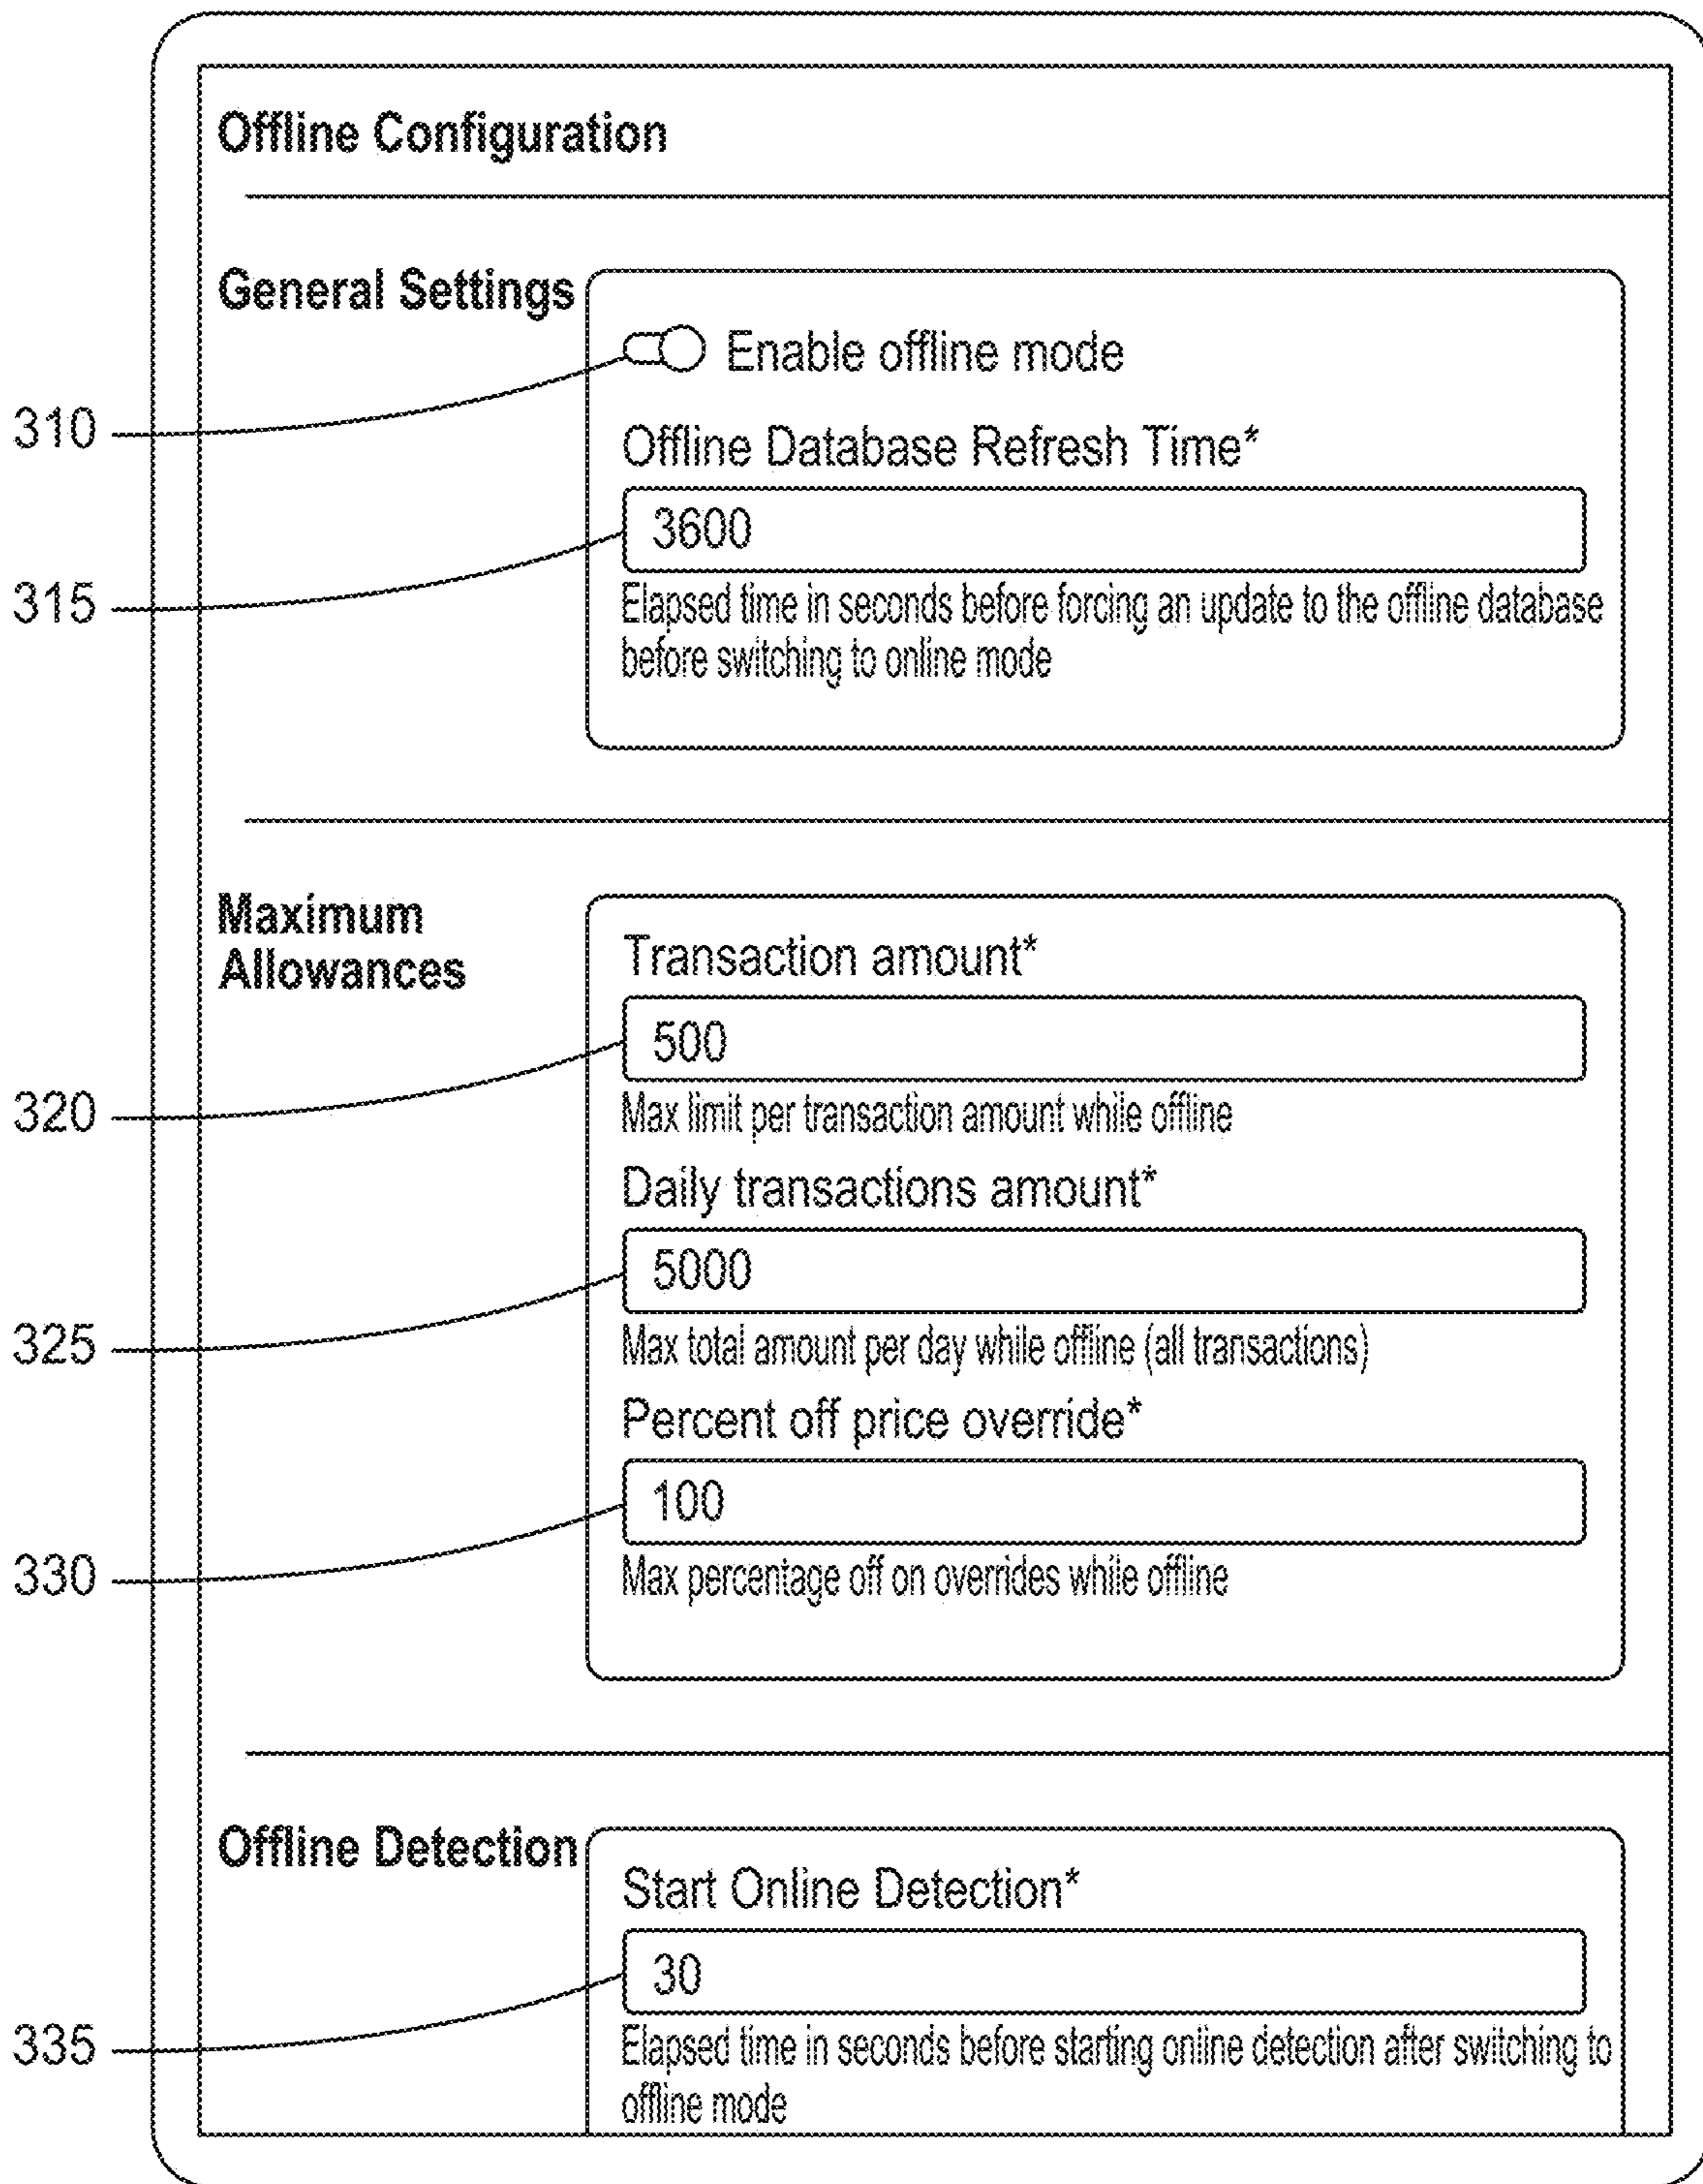 Offline Configuration
General Settings
Enable offline mode
310
Offline Database Refresh Time*
3600
315
Elapsed time in seconds before forcing an update to the offline database
before switching to online mode
Maximum
Allowances
Transaction amount*
500
320
Max limit per transaction amount while offline
Daily transactions amount*
5000
325
Max total amount per day while offline (all transactions)
Percent off price override*
100
330
Max percentage off on overrides while offline
Offline Detection
Start Online Detection*
30
335
Elapsed time in seconds before starting online detection after switching to
offline mode